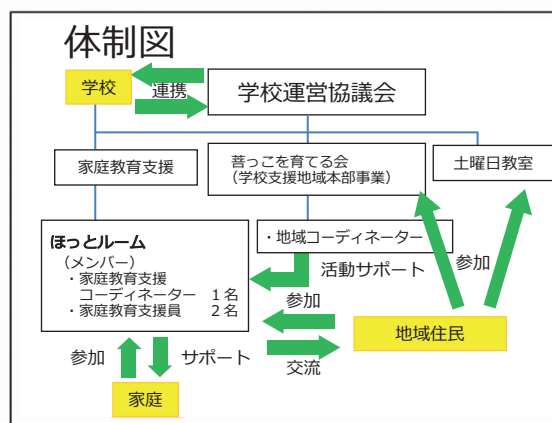 体制図
学校
連携
学校運営協議会
家庭教育支援
菩っこを育てる会
（学校支援地域本部事業）
土曜日教室
ほっとルーム
（メンバー）
・家庭教育支援
コーディネーター　１名
・家庭教育支援員　２名
・地域コーディネーター
活動サポート
参加
参加
地域住民
交流
参加
サポート
家庭